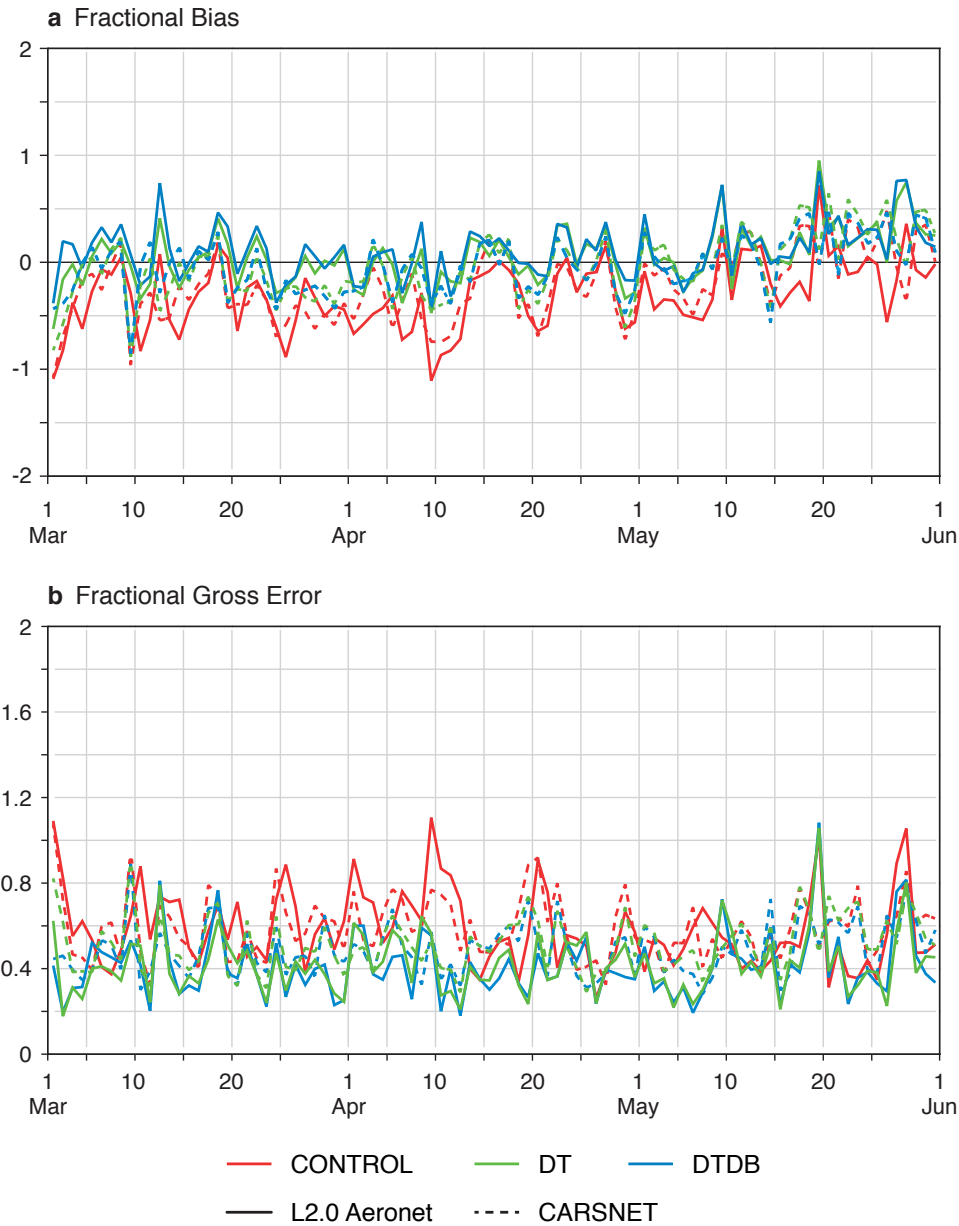 a Fractional Bias
2
1
0
-1
-2
1 10 20 1 10 20 1 10 20 1
Mar Apr May Jun
b Fractional Gross Error
2
1.6
1.2
0.8
0.4
0
1 10 20 1 10 20 1 10 20 1
Mar Apr May Jun
CONTROL DT DTDB
L2.0 Aeronet CARSNET